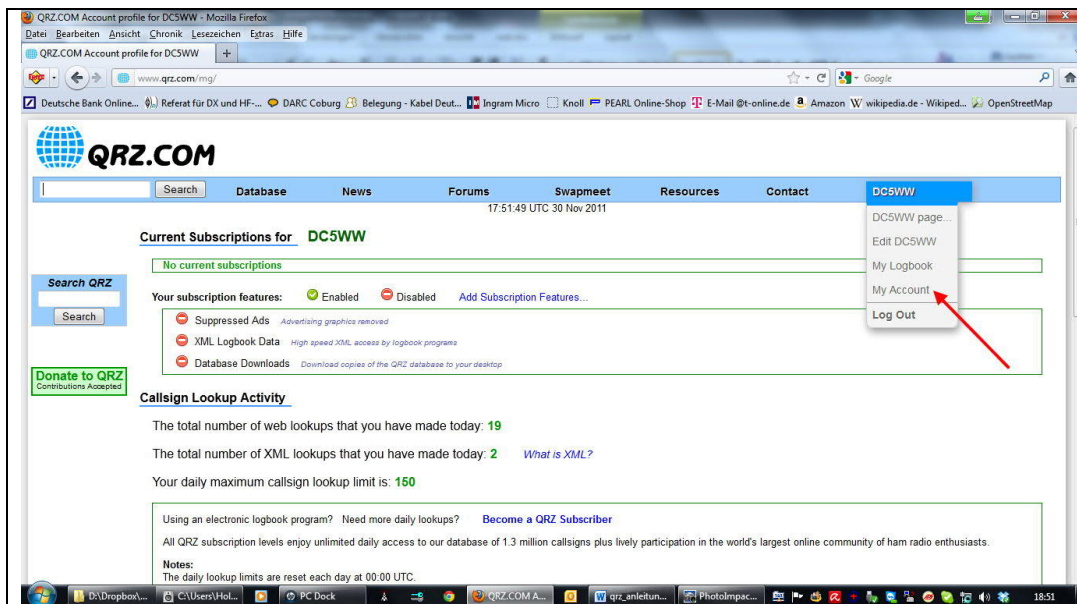 QRZ.COM Account profile for DC5WW - Mozilla Firefox
Datei Bearbeiten Ansicht Chronik Lesezeichen Extras Hilfe
QRZ.COM Account profile for DC5WW +
www.qrz.com/mg/ Google
Deutsche Bank Online... Referat für DX und HF-... DARC Coburg Belegung - Kabel Deut... Ingram Micro Knoll PEARL Online-Shop E-Mail @t-online.de Amazon wikipedia.de - Wikiped... OpenStreetMap
QRZ.COM
Search Database News Forums Swapmeet Resources Contact DC5WW
17:51:49 UTC 30 Nov 2011
DC5WW page...
Edit DC5WW
My Logbook
My Account
Log Out
Current Subscriptions for DC5WW
No current subscriptions
Search QRZ
Search
Your subscription features: Enabled Disabled Add Subscription Features...
Suppressed Ads Advertising graphics removed
XML Logbook Data High speed XML access by logbook programs
Database Downloads Download copies of the QRZ database to your desktop
Donate to QRZ
Contributions Accepted
Callsign Lookup Activity
The total number of web lookups that you have made today: 19
The total number of XML lookups that you have made today: 2 What is XML?
Your daily maximum callsign lookup limit is: 150
Using an electronic logbook program? Need more daily lookups? Become a QRZ Subscriber
All QRZ subscription levels enjoy unlimited daily access to our database of 1.3 million callsigns plus lively participation in the world's largest online community of ham radio enthusiasts.
Notes:
The daily lookup limits are reset each day at 00:00 UTC.
D:\Dropbox\... C:\Users\Hol... PC Dock QRZ.COM A... qrz_anleitun... PhotoImpac... 18:51